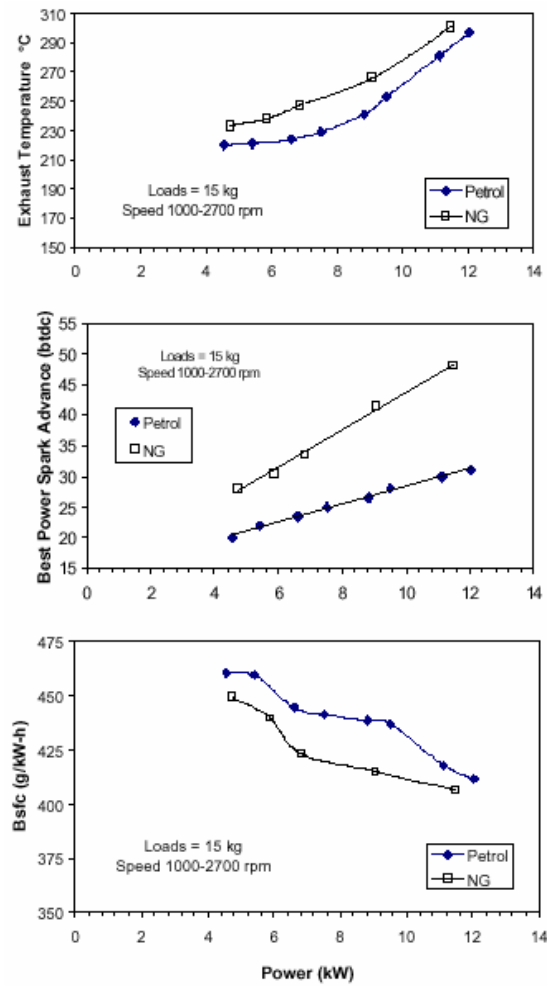 Exhaust Temperature °C
310
290
270
250
230
210
190
170
150
Loads = 15 kg
Speed 1000-2700 rpm
Petrol
NG
0 2 4 6 8 10 12 14
Best Power Spark Advance (btdc)
55
50
45
40
35
30
25
20
15
Loads = 15 kg
Speed 1000-2700 rpm
Petrol
NG
0 2 4 6 8 10 12 14
Bsfc (g/kW-h)
475
450
425
400
375
350
Loads = 15 kg
Speed 1000-2700 rpm
Petrol
NG
0 2 4 6 8 10 12 14
Power (kW)